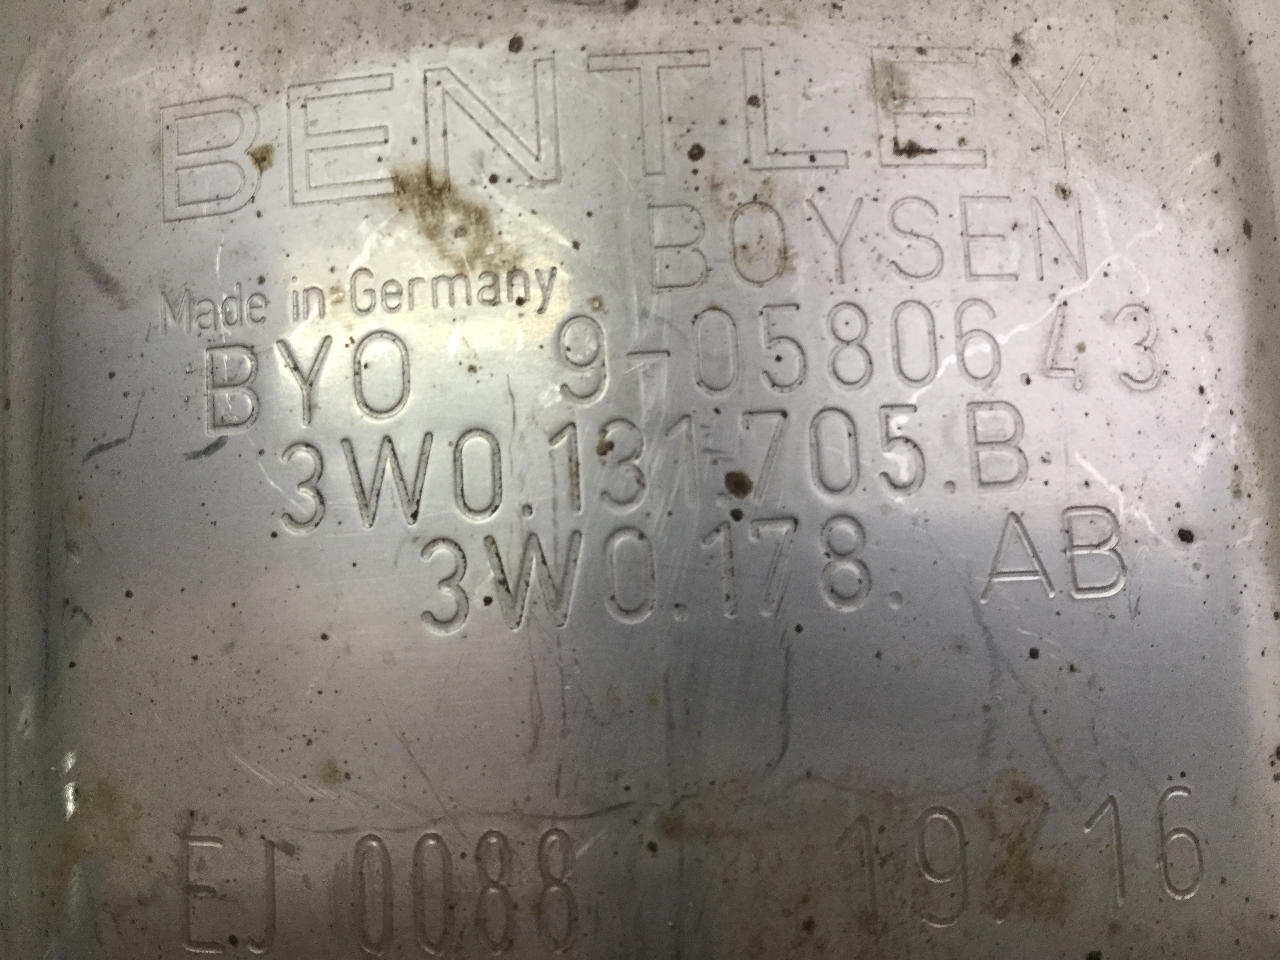 BENTLEY
BOYSEN
Made in Germany
BYO 9-05806.43
3W0.131.705.B
3W0.178. AB
EJ 0088 19.16